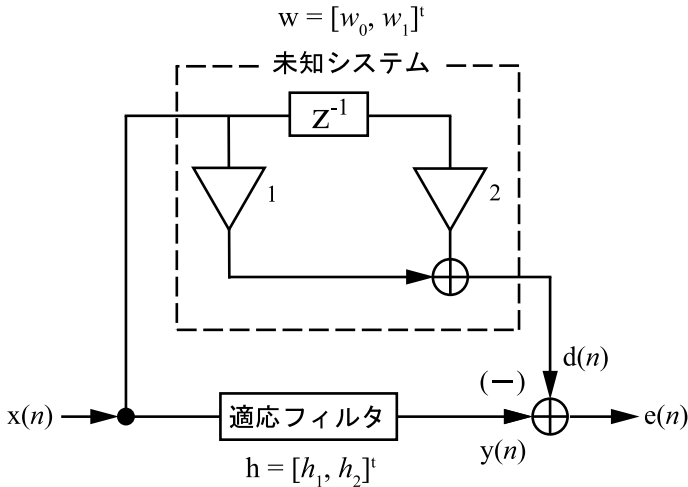 w = [w₀, w₁]ᵗ
未知システム
Z⁻¹
1
2
d(n)
(−)
x(n)
適応フィルタ
e(n)
y(n)
h = [h₁, h₂]ᵗ